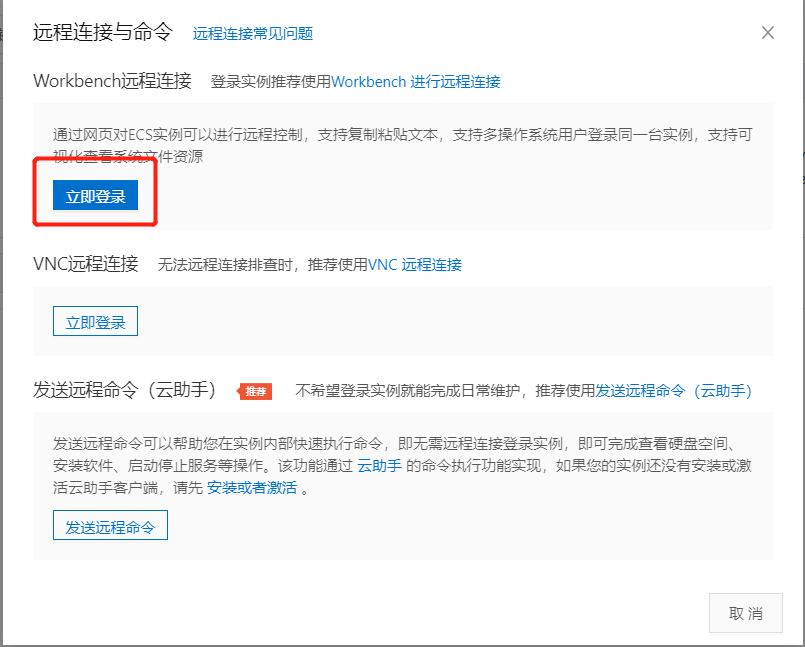 远程连接与命令 远程连接常见问题
Workbench远程连接 登录实例推荐使用Workbench 进行远程连接
通过网页对ECS实例可以进行远程控制，支持复制粘贴文本，支持多操作系统用户登录同一台实例，支持可
视化查看系统文件资源
立即登录
VNC远程连接 无法远程连接排查时，推荐使用VNC 远程连接
立即登录
发送远程命令（云助手） 推荐 不希望登录实例就能完成日常维护，推荐使用发送远程命令（云助手）
发送远程命令可以帮助您在实例内部快速执行命令，即无需远程连接登录实例，即可完成查看硬盘空间、
安装软件、启动停止服务等操作。该功能通过 云助手 的命令执行功能实现，如果您的实例还没有安装或激
活云助手客户端，请先 安装或者激活 。
发送远程命令
取消